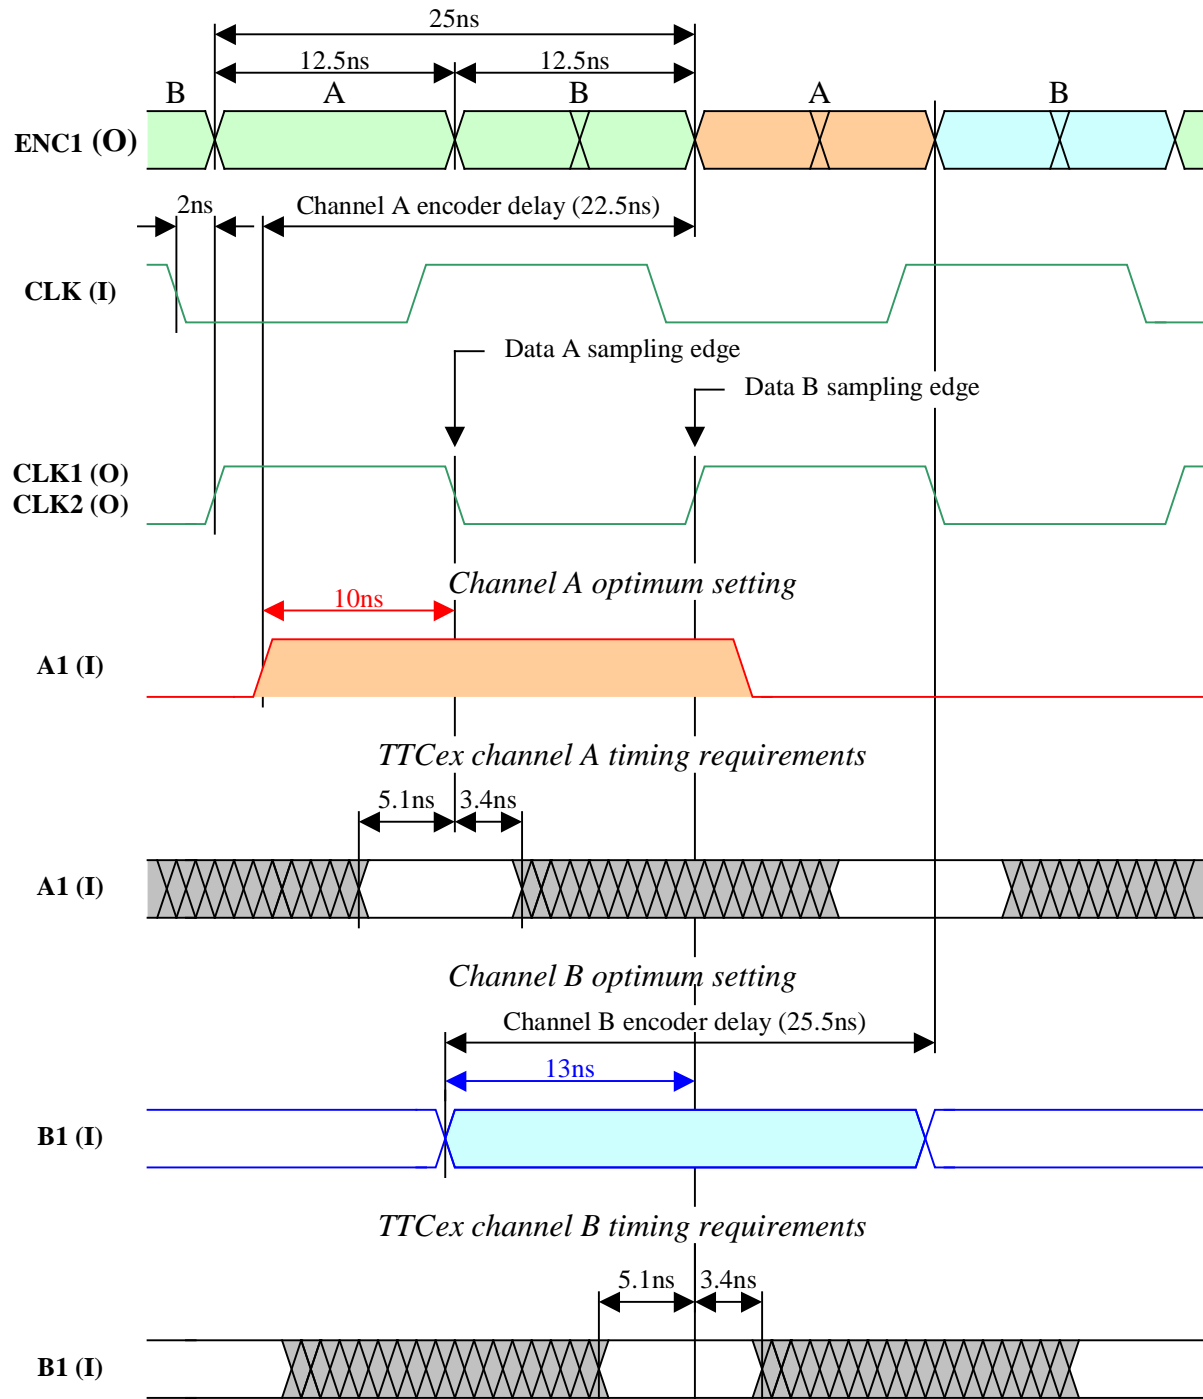 25ns
12.5ns 12.5ns
B A B A B
ENC1 (O)
2ns Channel A encoder delay (22.5ns)
CLK (I)
Data A sampling edge
Data B sampling edge
CLK1 (O)
CLK2 (O)
Channel A optimum setting
10ns
A1 (I)
TTCex channel A timing requirements
5.1ns 3.4ns
A1 (I)
Channel B optimum setting
Channel B encoder delay (25.5ns)
13ns
B1 (I)
TTCex channel B timing requirements
5.1ns 3.4ns
B1 (I)